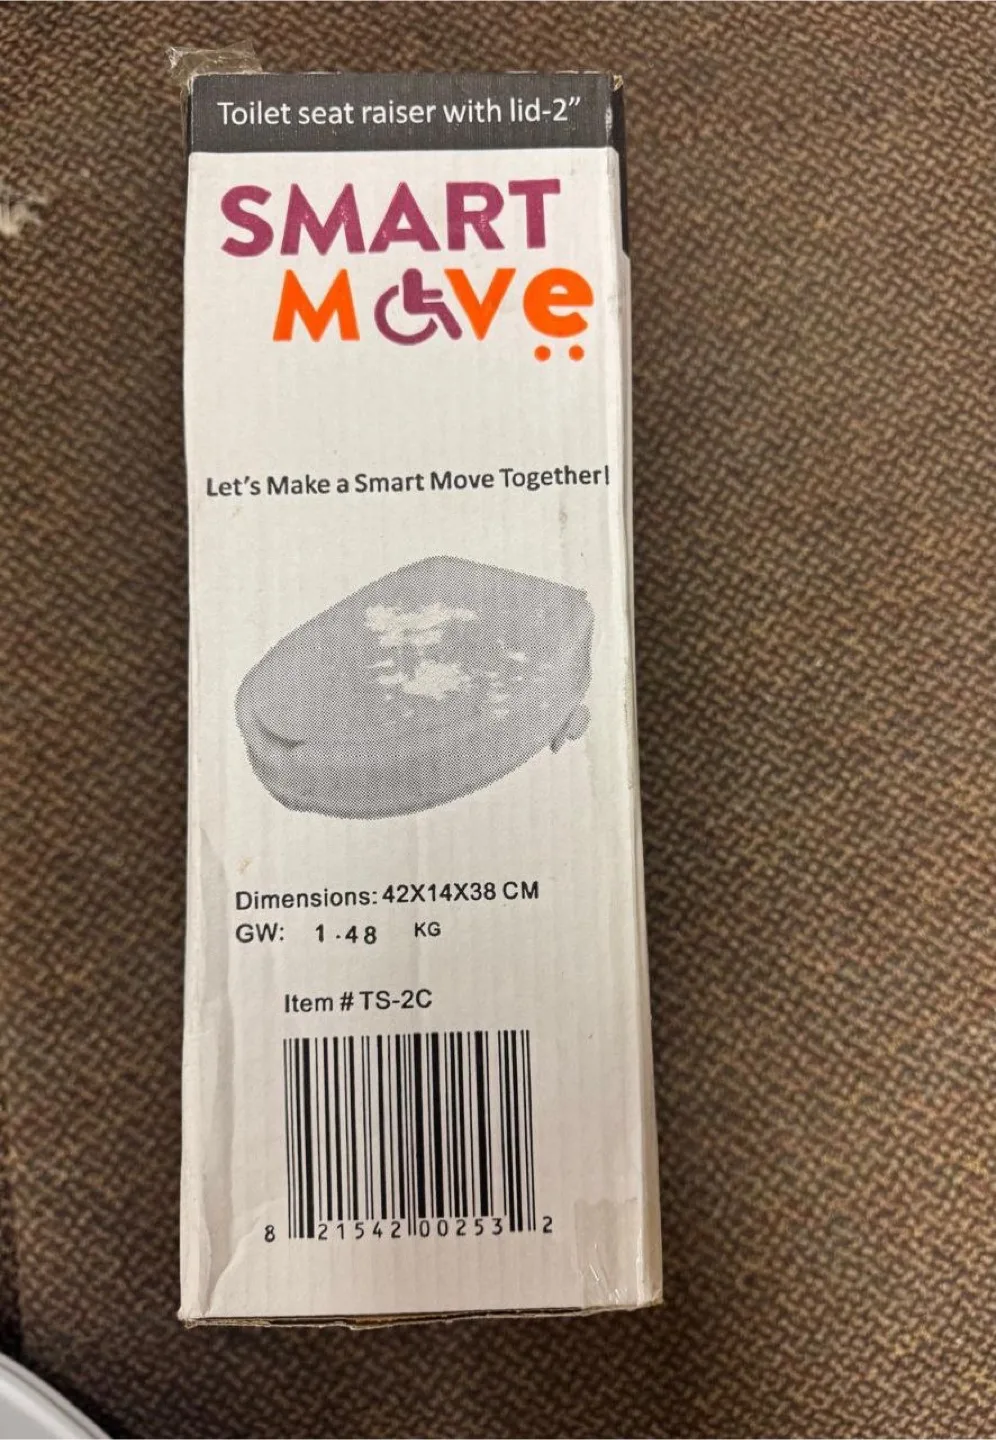 Toilet seat raiser with lid-2”
SMART
MOVe
Let’s Make a Smart Move Together!
Dimensions: 42X14X38 CM
GW: 1.48 KG
Item # TS-2C
8 21542 00253 2